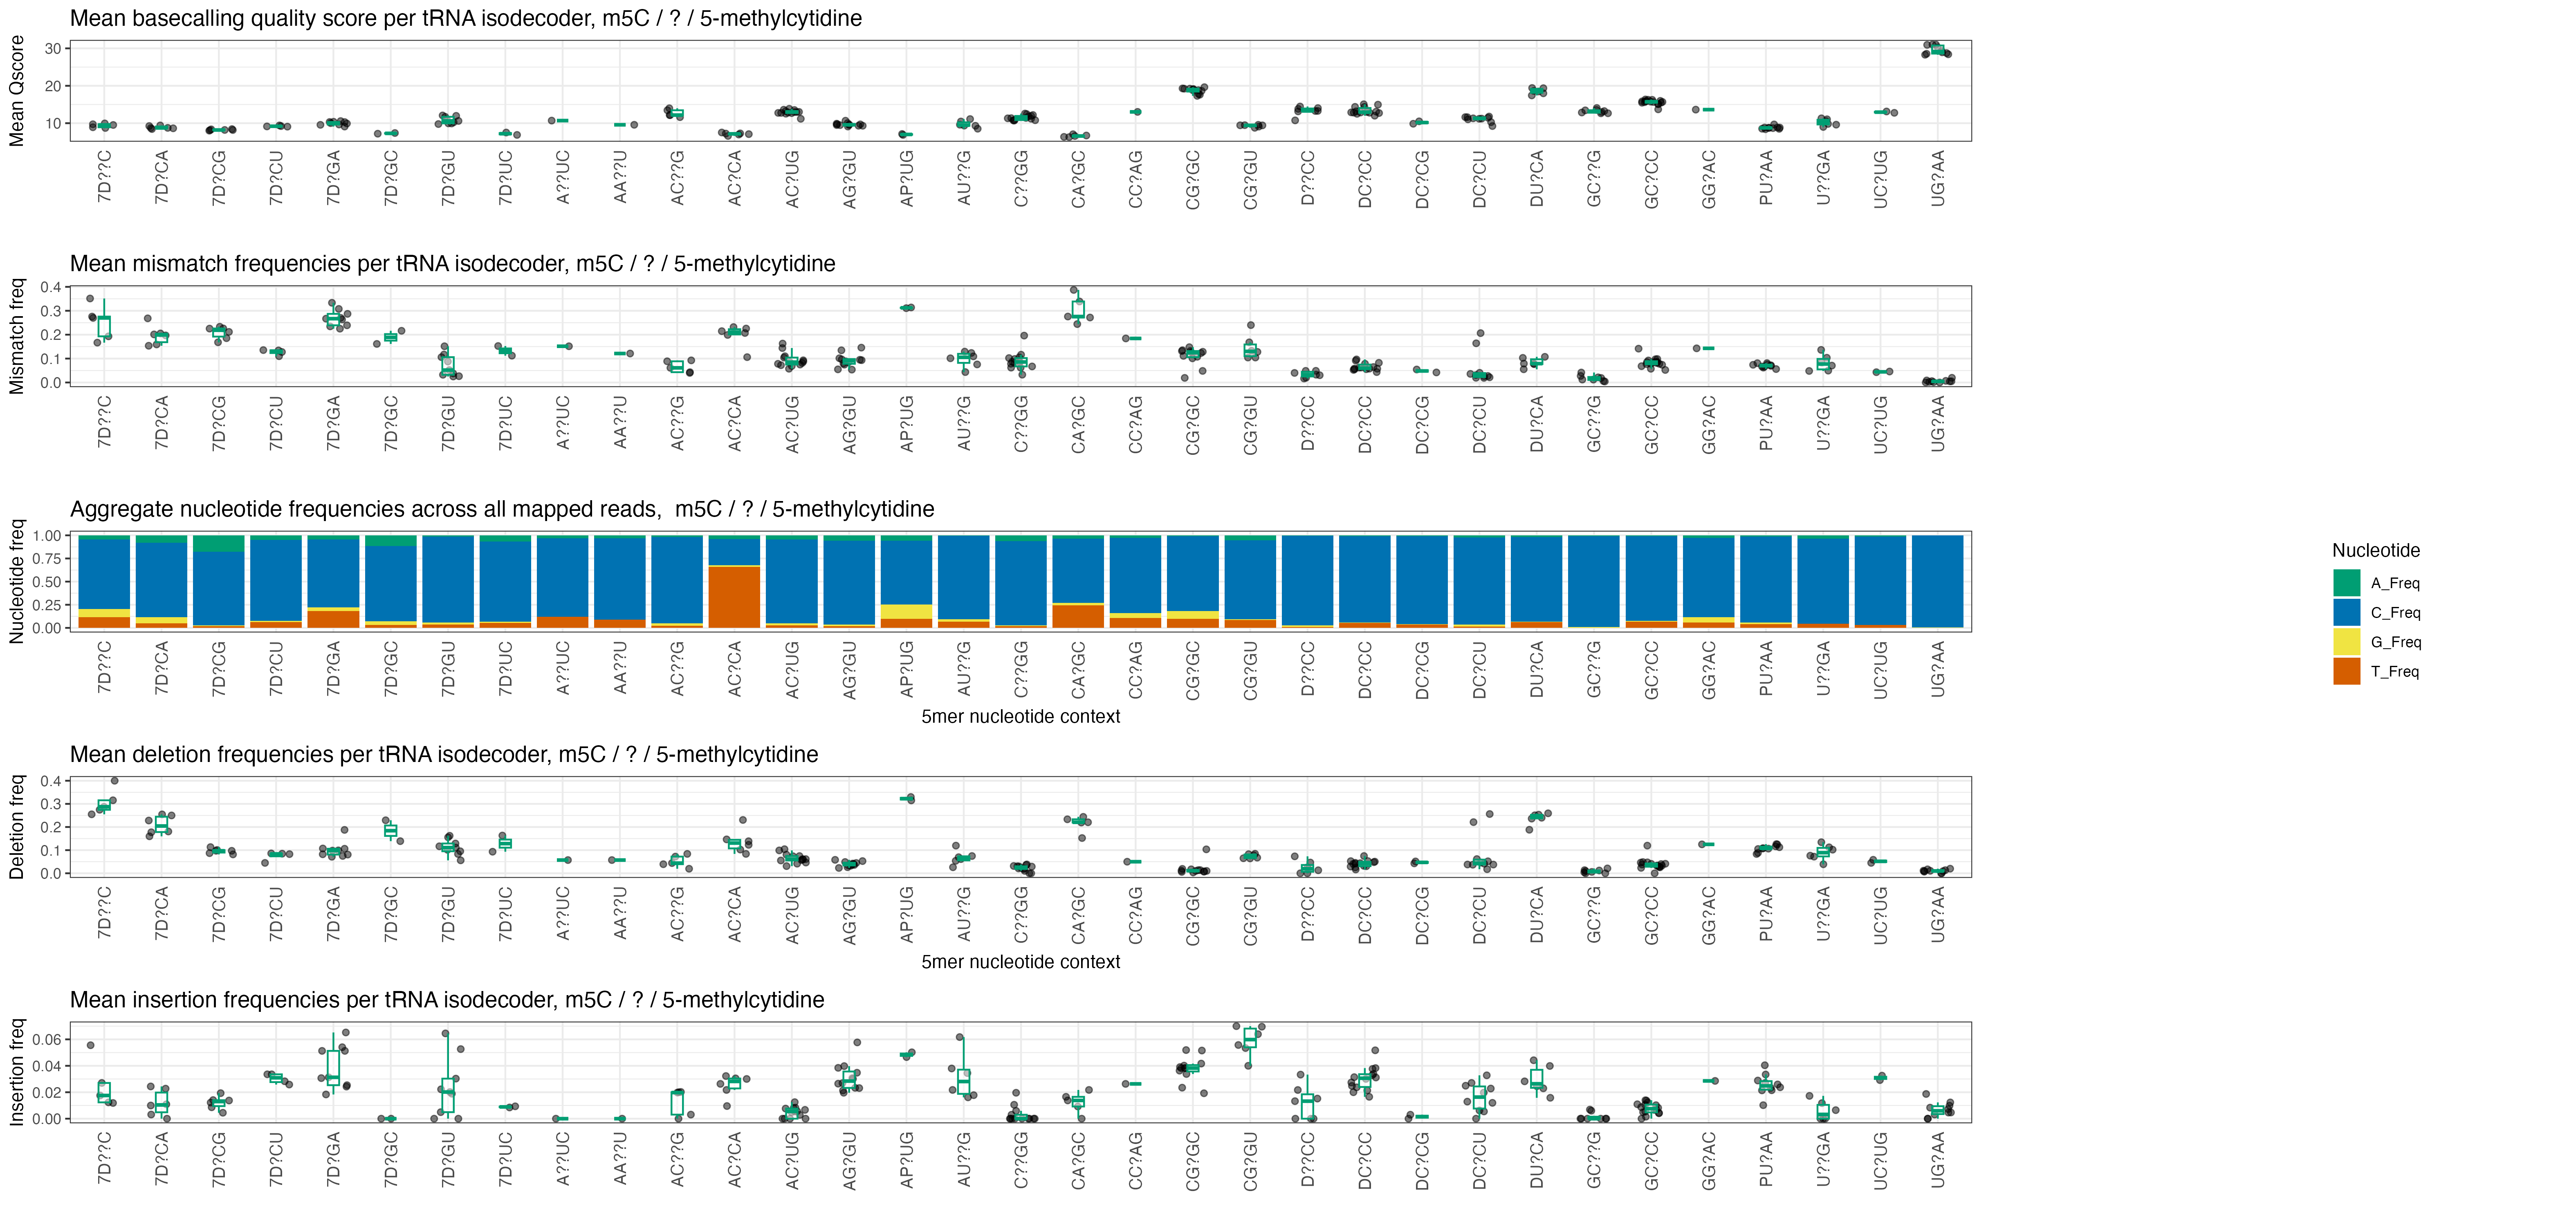 Mean basecalling quality score per tRNA isodecoder, m5C / ? / 5-methylcytidine
Mean Qscore
30
20
10
7D??C 7D?CA 7D?CG 7D?CU 7D?GA 7D?GC 7D?GU 7D?UC A??UC AA??U AC??G AC?CA AC?UG AG?GU AP?UG AU??G C??GG CA?GC CC?AG CG?GC CG?GU D??CC DC?CC DC?CG DC?CU DU?CA GC??G GC?CC GG?AC PU?AA U??GA UC?UG UG?AA
Mean mismatch frequencies per tRNA isodecoder, m5C / ? / 5-methylcytidine
Mismatch freq
0.4
0.3
0.2
0.1
0.0
7D??C 7D?CA 7D?CG 7D?CU 7D?GA 7D?GC 7D?GU 7D?UC A??UC AA??U AC??G AC?CA AC?UG AG?GU AP?UG AU??G C??GG CA?GC CC?AG CG?GC CG?GU D??CC DC?CC DC?CG DC?CU DU?CA GC??G GC?CC GG?AC PU?AA U??GA UC?UG UG?AA
Aggregate nucleotide frequencies across all mapped reads,  m5C / ? / 5-methylcytidine
Nucleotide freq
1.00
0.75
0.50
0.25
0.00
7D??C 7D?CA 7D?CG 7D?CU 7D?GA 7D?GC 7D?GU 7D?UC A??UC AA??U AC??G AC?CA AC?UG AG?GU AP?UG AU??G C??GG CA?GC CC?AG CG?GC CG?GU D??CC DC?CC DC?CG DC?CU DU?CA GC??G GC?CC GG?AC PU?AA U??GA UC?UG UG?AA
5mer nucleotide context
Nucleotide
A_Freq
C_Freq
G_Freq
T_Freq
Mean deletion frequencies per tRNA isodecoder, m5C / ? / 5-methylcytidine
Deletion freq
0.4
0.3
0.2
0.1
0.0
7D??C 7D?CA 7D?CG 7D?CU 7D?GA 7D?GC 7D?GU 7D?UC A??UC AA??U AC??G AC?CA AC?UG AG?GU AP?UG AU??G C??GG CA?GC CC?AG CG?GC CG?GU D??CC DC?CC DC?CG DC?CU DU?CA GC??G GC?CC GG?AC PU?AA U??GA UC?UG UG?AA
5mer nucleotide context
Mean insertion frequencies per tRNA isodecoder, m5C / ? / 5-methylcytidine
Insertion freq
0.06
0.04
0.02
0.00
7D??C 7D?CA 7D?CG 7D?CU 7D?GA 7D?GC 7D?GU 7D?UC A??UC AA??U AC??G AC?CA AC?UG AG?GU AP?UG AU??G C??GG CA?GC CC?AG CG?GC CG?GU D??CC DC?CC DC?CG DC?CU DU?CA GC??G GC?CC GG?AC PU?AA U??GA UC?UG UG?AA